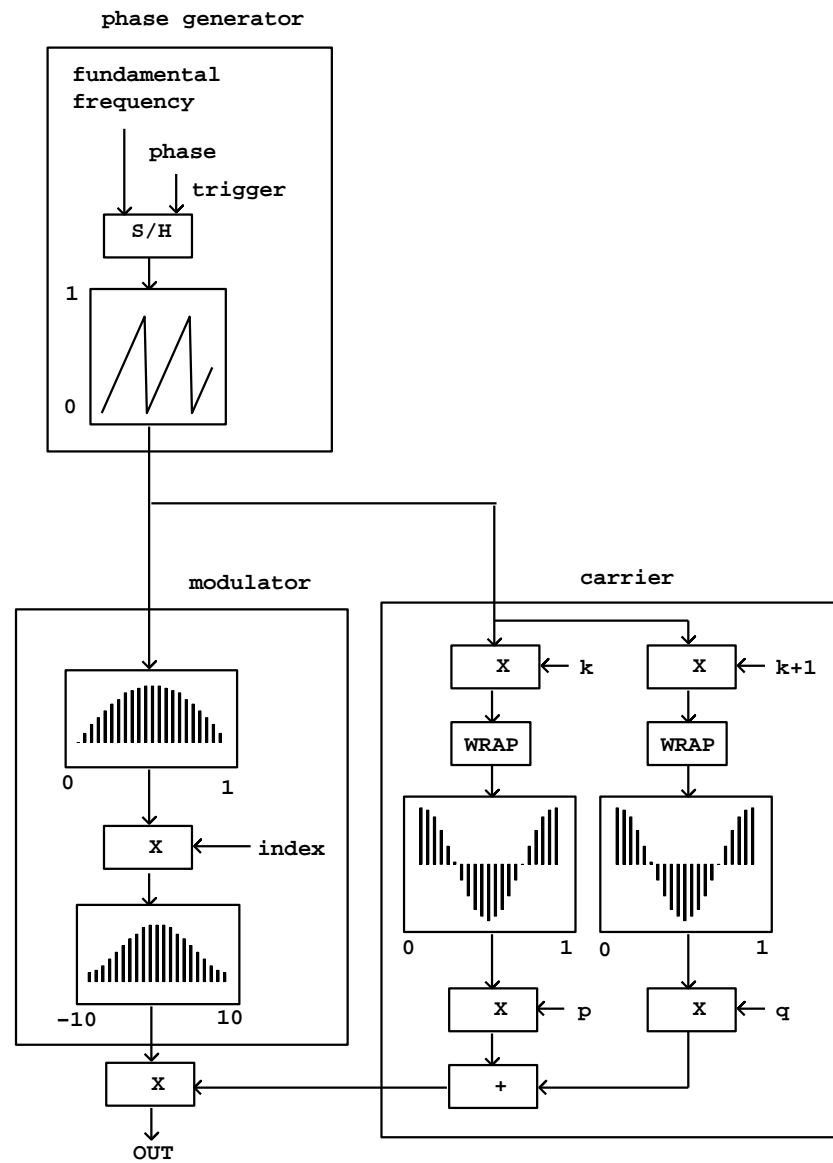 phase generator
fundamental
frequency
phase
trigger
S/H
1
0
modulator
carrier
X
k
X
k+1
WRAP
WRAP
0
1
X
index
0
1
0
1
-10
10
X
p
X
q
X
+
OUT